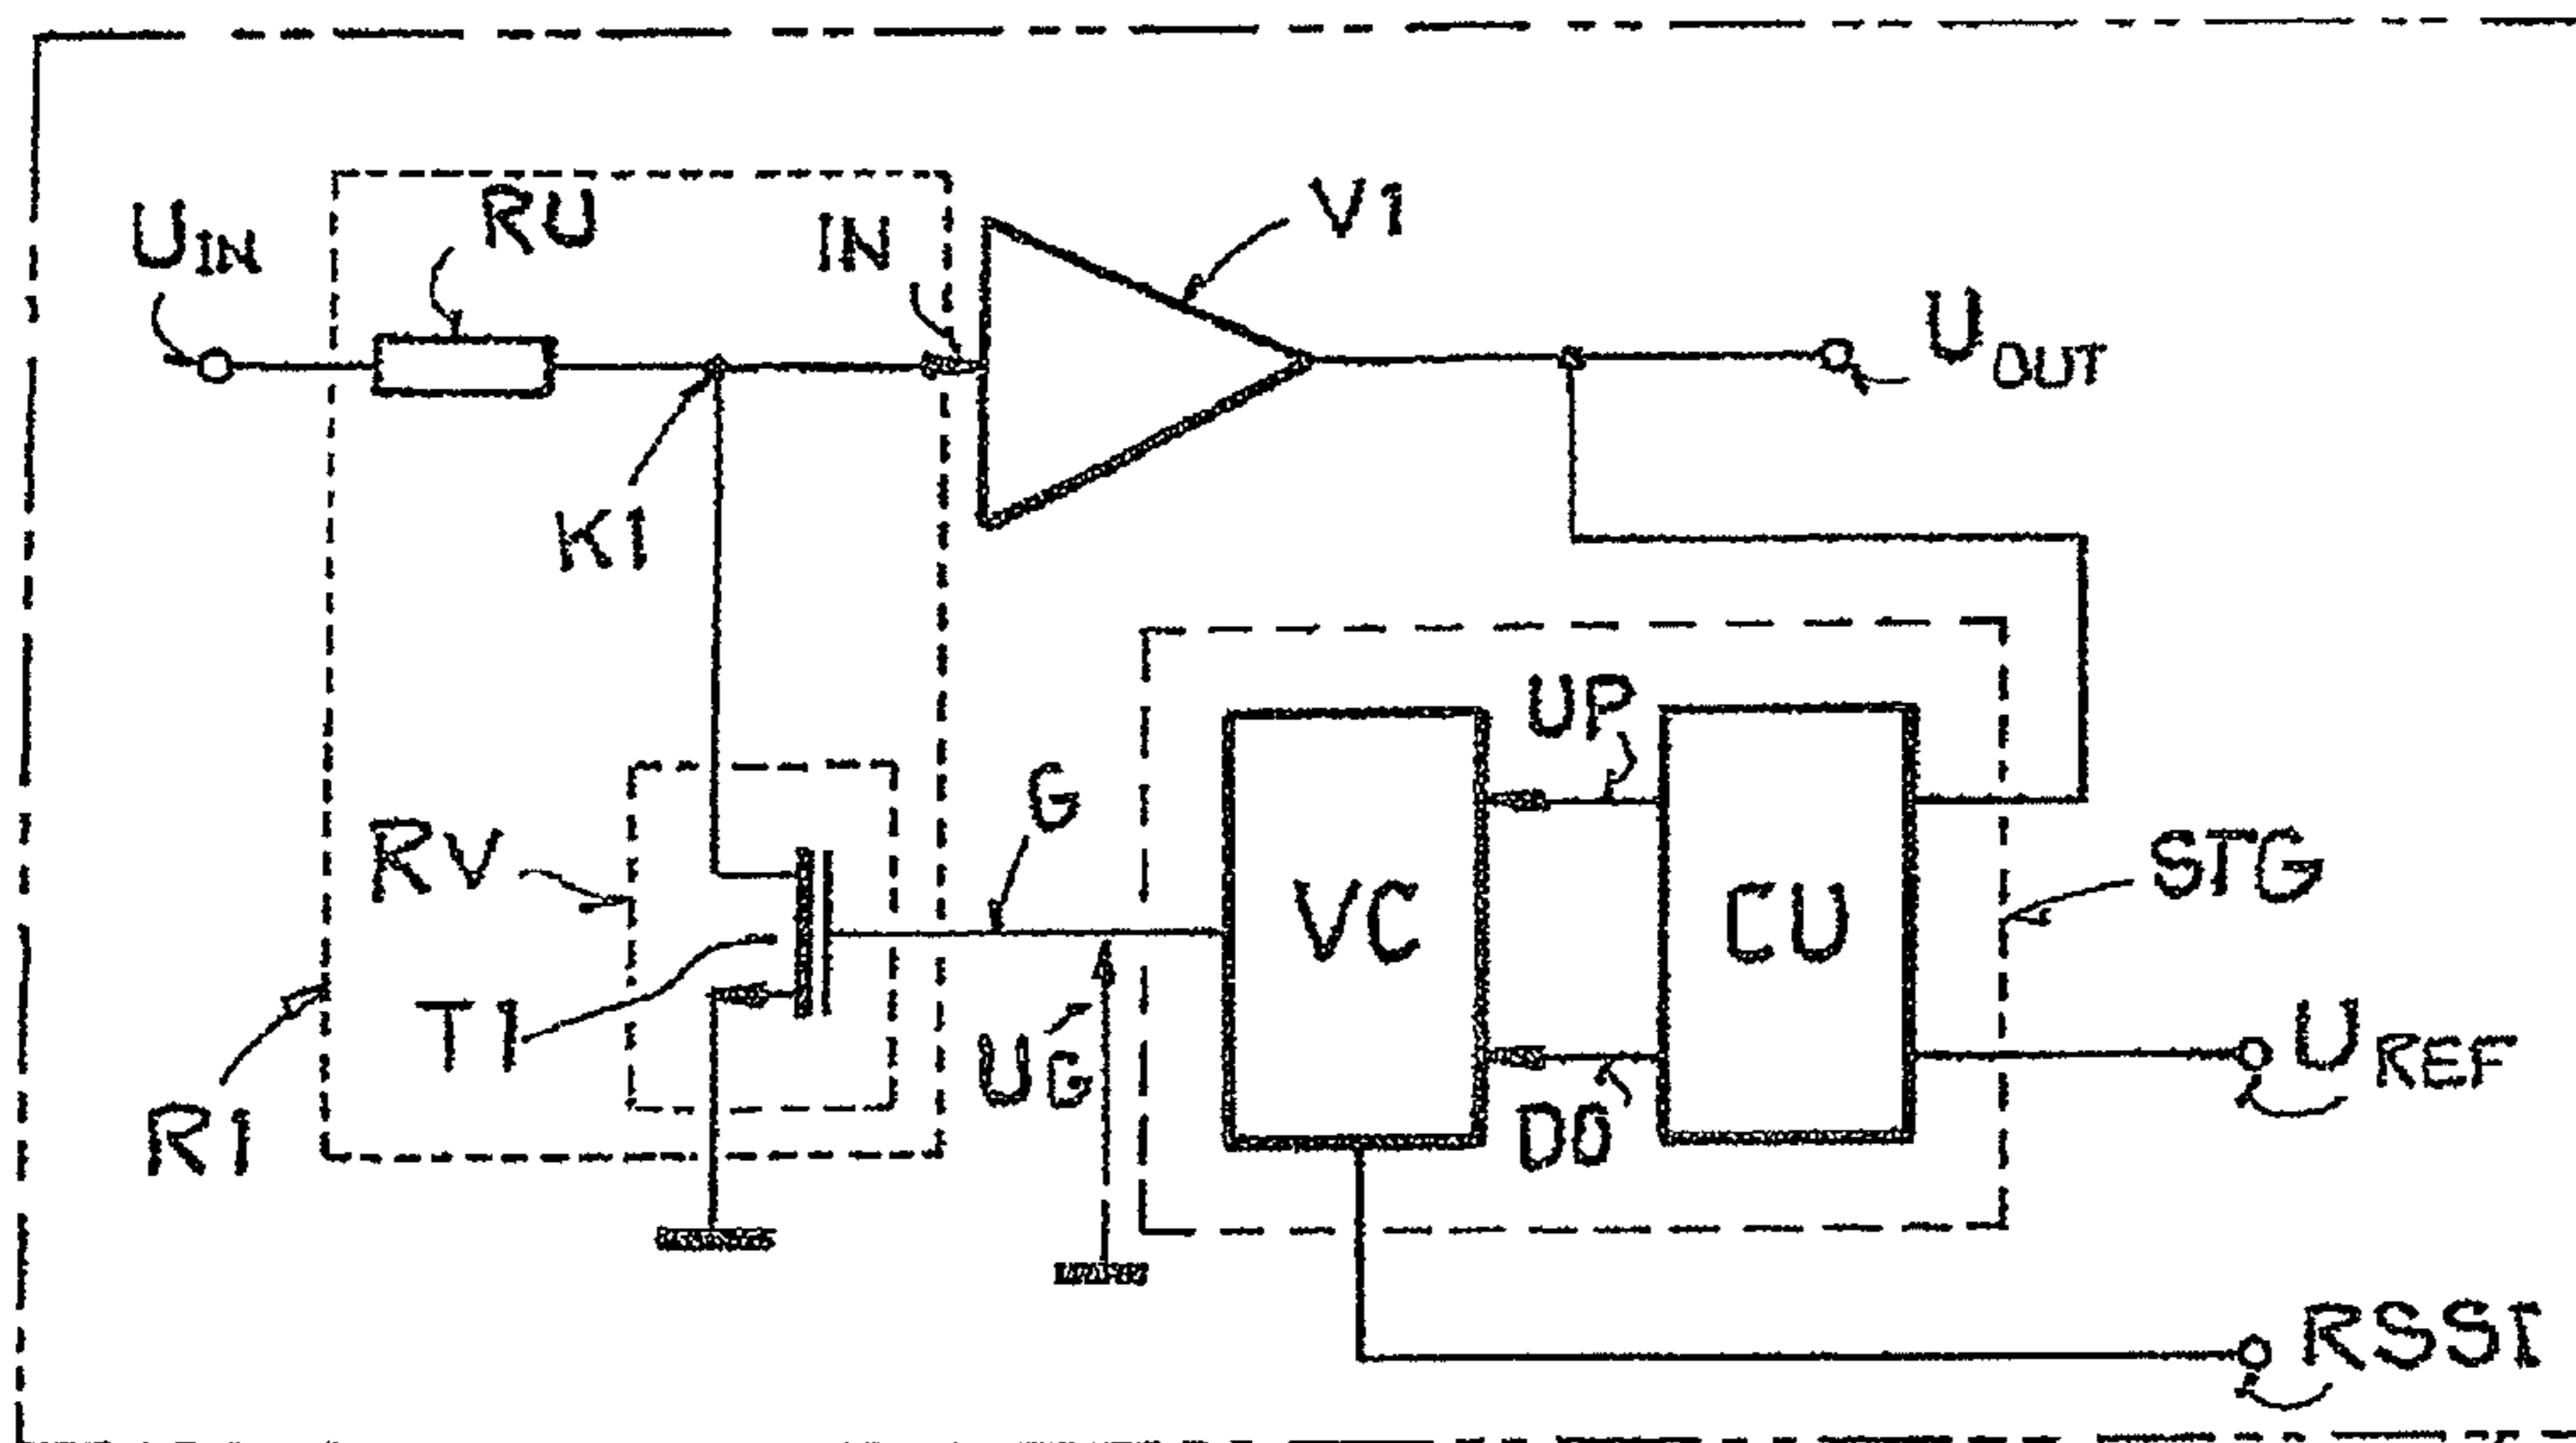 UIN
RU
IN
V1
UOUT
K1
UP
G
RV
VC
CU
STG
T1
UG
UREF
R1
DO
RSSI